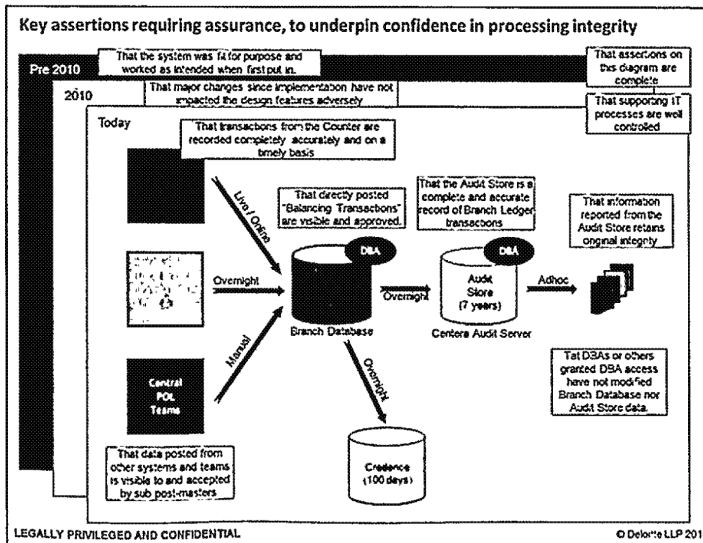 Key assertions requiring assurance, to underpin confidence in processing integrity
Pre 2010
That the system was fit for purpose and
worked as intended when first put in.
That assertions on
this diagram are
complete
2010
That major changes since implementation have not
impacted the design features adversely
That supporting IT
processes are well
controlled
Today
That transactions from the Counter are
recorded completely accurately and on a
timely basis
Live / Online
That directly posted
"Balancing Transactions"
are visible and approved.
That the Audit Store is a
complete and accurate
record of Branch Ledger
transactions
That information
reported from the
Audit Store retains
original integrity
DBA
DBA
Overnight
Branch Database
Overnight
Audit
Store
(7 years)
Centera Audit Server
Adhoc
Manual
Central
POL
Teams
Overnight
Tat DBAs or others
granted DBA access
have not modified
Branch Database nor
Audit Store data.
That data posted from
other systems and teams
is visible to and accepted
by sub post-masters
Credence
(100 days)
LEGALLY PRIVILEGED AND CONFIDENTIAL
© Deloitte LLP 201